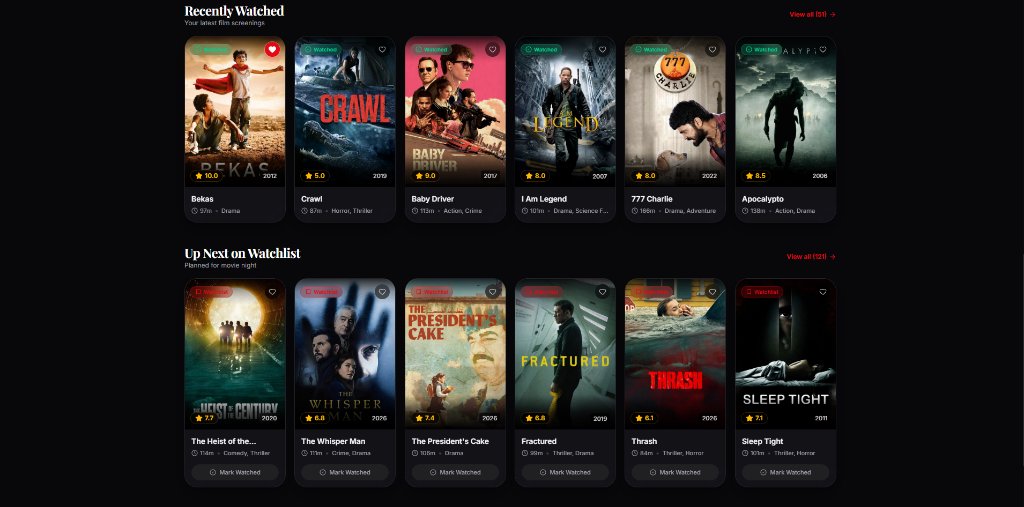 Recently Watched
Your latest film screenings
View all (51) →
Watched
Watched
Watched
Watched
Watched
Watched
BEKAS
CRAWL
BABY DRIVER
I AM LEGEND
777 CHARLIE
APOCALYPT
10.0 2012
5.0 2019
9.0 2017
8.0 2007
8.0 2022
8.5 2006
Bekas
97m • Drama
Crawl
87m • Horror, Thriller
Baby Driver
113m • Action, Crime
I Am Legend
101m • Drama, Science F...
777 Charlie
166m • Drama, Adventure
Apocalypto
138m • Action, Drama
Up Next on Watchlist
Planned for movie night
View all (121) →
Watchlist
Watchlist
Watchlist
Watchlist
Watchlist
Watchlist
THE HEIST OF THE CENTURY
THE WHISPER MAN
THE PRESIDENT'S CAKE
FRACTURED
THRASH
SLEEP TIGHT
7.7 2020
6.8 2026
7.4 2026
6.8 2019
6.1 2026
7.1 2011
The Heist of the...
114m • Comedy, Thriller
Mark Watched
The Whisper Man
111m • Crime, Drama
Mark Watched
The President's Cake
106m • Drama
Mark Watched
Fractured
99m • Thriller, Drama
Mark Watched
Thrash
84m • Thriller, Horror
Mark Watched
Sleep Tight
101m • Thriller, Horror
Mark Watched